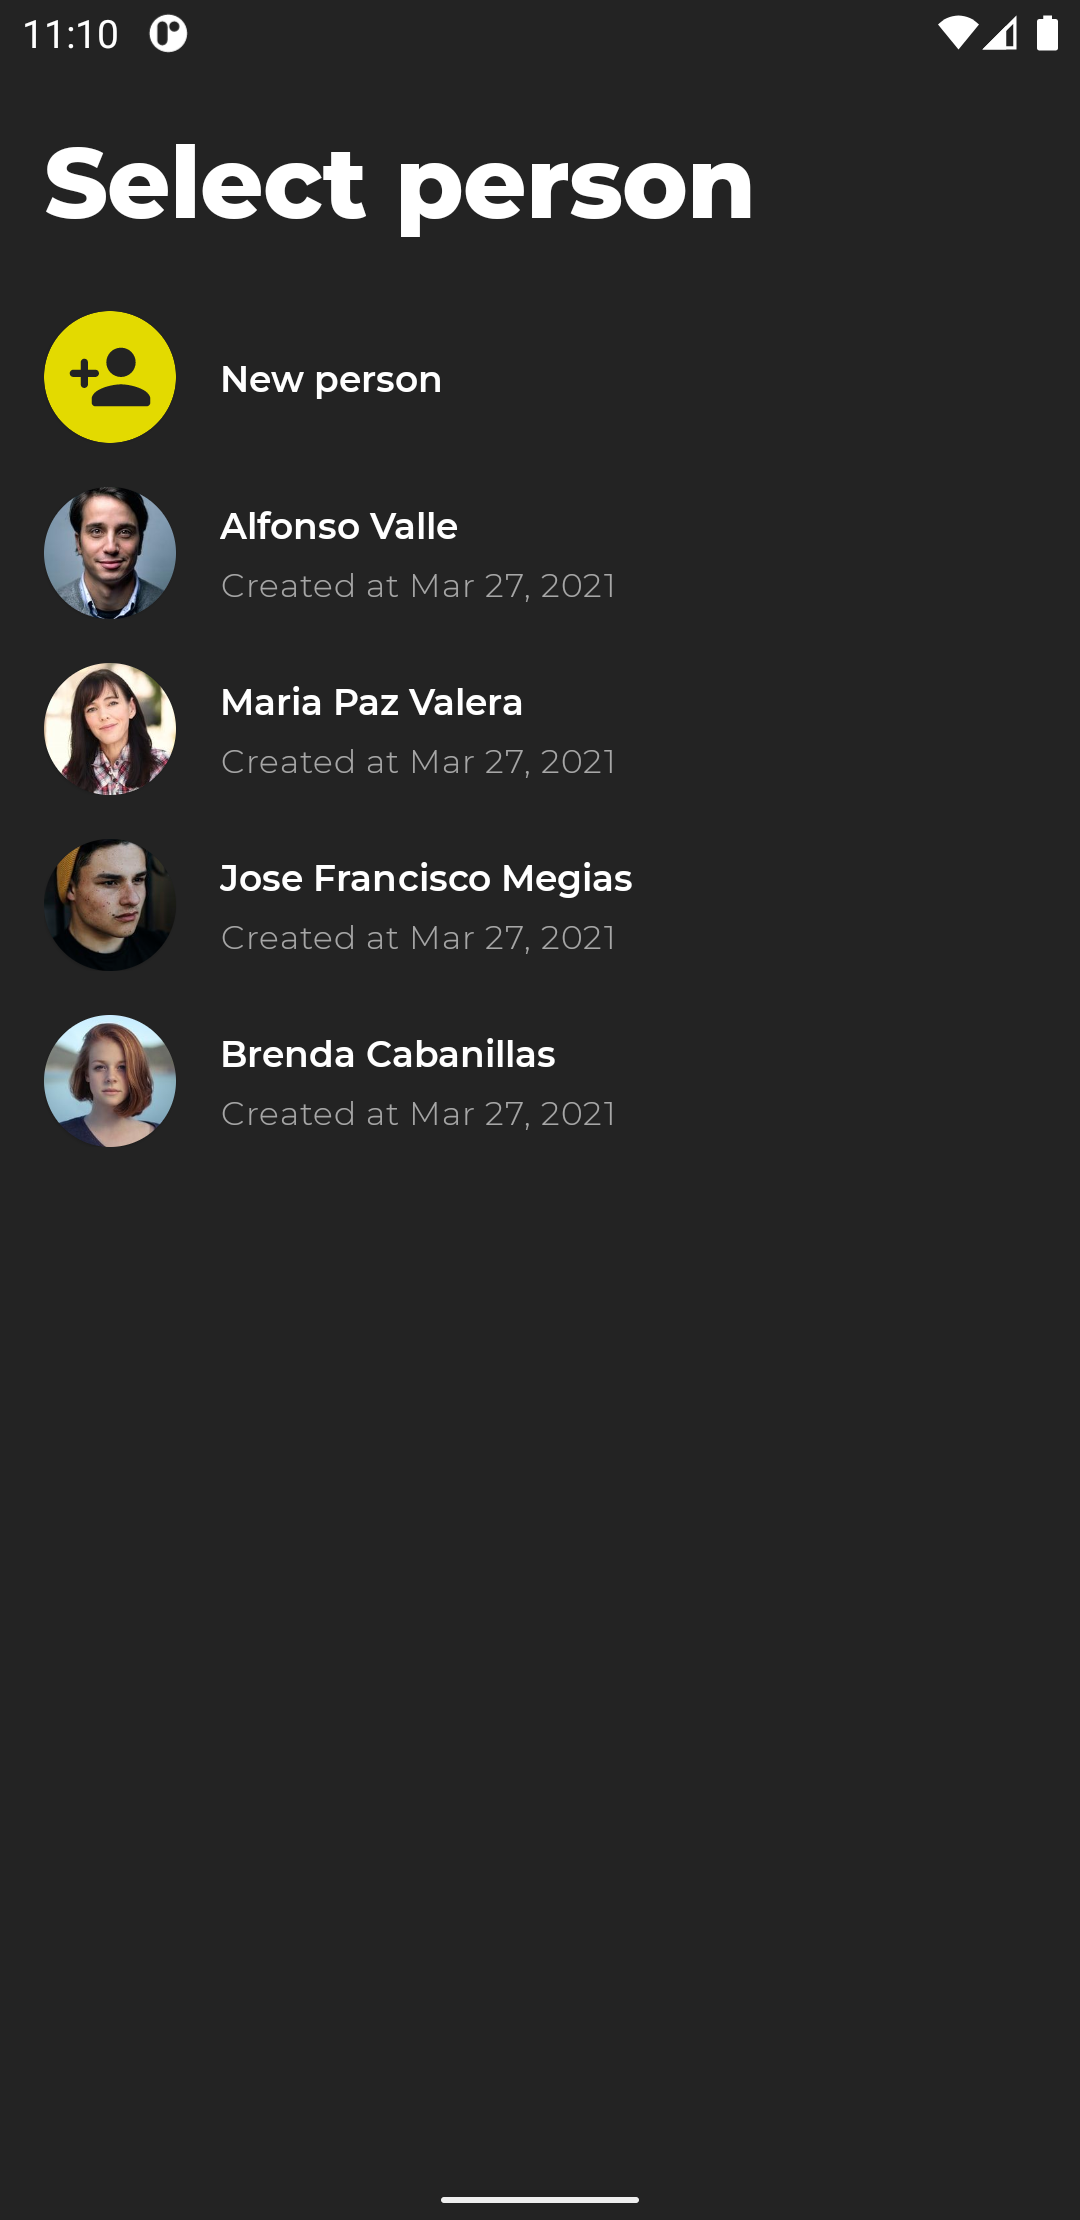 11:10
Select person
New person
Alfonso Valle
Created at Mar 27, 2021
Maria Paz Valera
Created at Mar 27, 2021
Jose Francisco Megias
Created at Mar 27, 2021
Brenda Cabanillas
Created at Mar 27, 2021